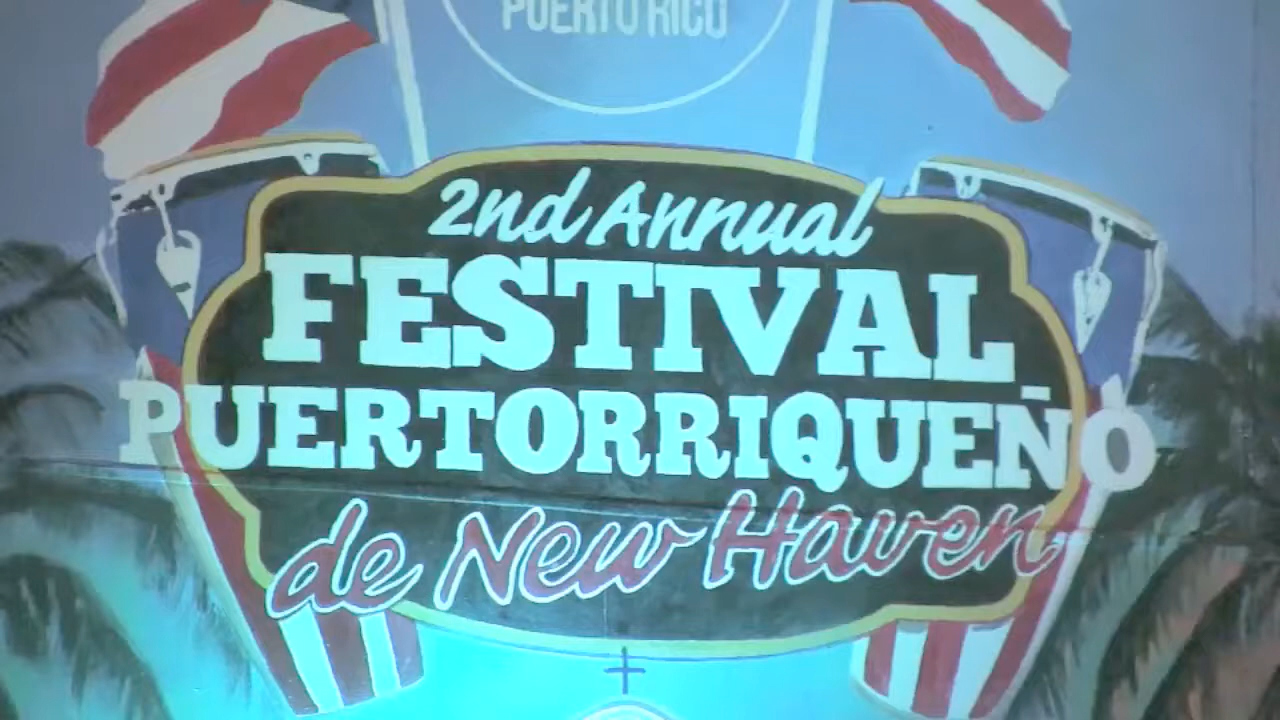 PUERTO RICO
2nd Annual
FESTIVAL
PUERTORRIQUEÑO
de New Haven